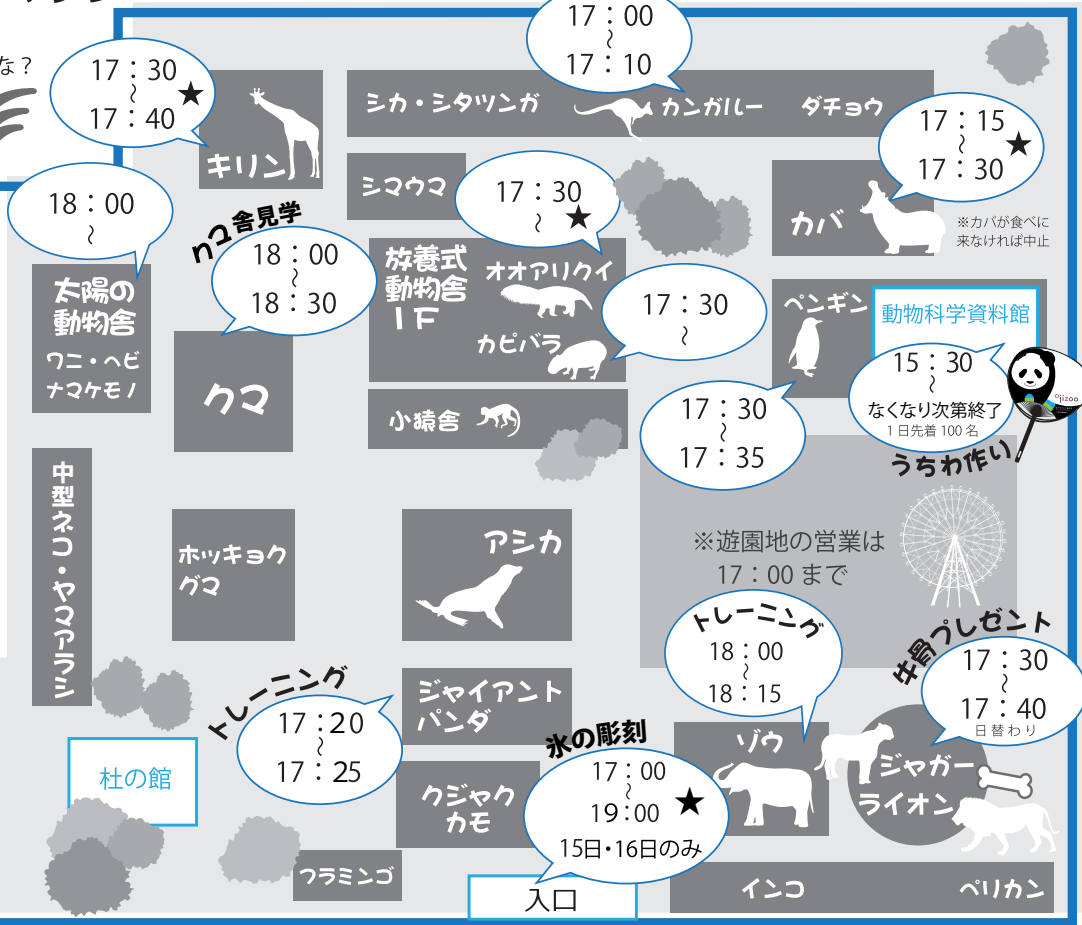 な？
17：00
～
17：10
17：30
～
17：40
★
キリン
シカ・シタツンガ
カンガルー
ダチョウ
17：15
～
17：30
★
カバ
※カバが食べに
来なければ中止
シマウマ
17：30
～
★
18：00
～
太陽の
動物舎
ワニ・ヘビ
ナマケモノ
クマ舎見学
18：00
～
18：30
クマ
放養式
動物舎
1F
オオアリクイ
カピバラ
17：30
～
ペンギン
動物科学資料館
15：30
～
なくなり次第終了
1日先着100名
うちわ作り
ojizoo
17：30
～
17：35
小猿舎
中型ネコ・ヤマアラシ
ホッキョク
グマ
アシカ
※遊園地の営業は
17：00まで
トレーニング
18：00
～
18：15
ゾウ
牛骨プレゼント
17：30
～
17：40
日替わり
ジャガー
ライオン
トレーニング
17：20
～
17：25
ジャイアント
パンダ
クジャク
カモ
氷の彫刻
17：00
～
19：00
★
15日・16日のみ
杜の館
フラミンゴ
入口
インコ
ペリカン